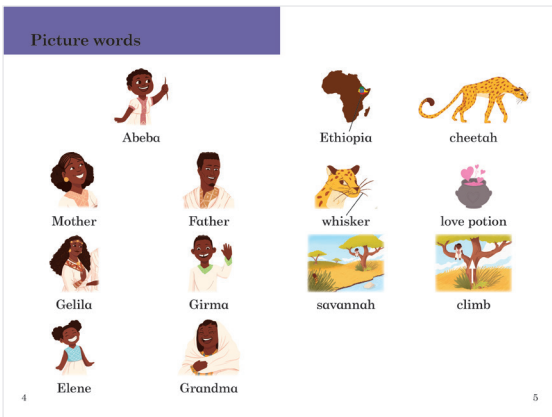 Picture words
Abeba
Mother
Father
Gelila
Girma
Elene
Grandma
4
Ethiopia
cheetah
whisker
love potion
savannah
climb
5